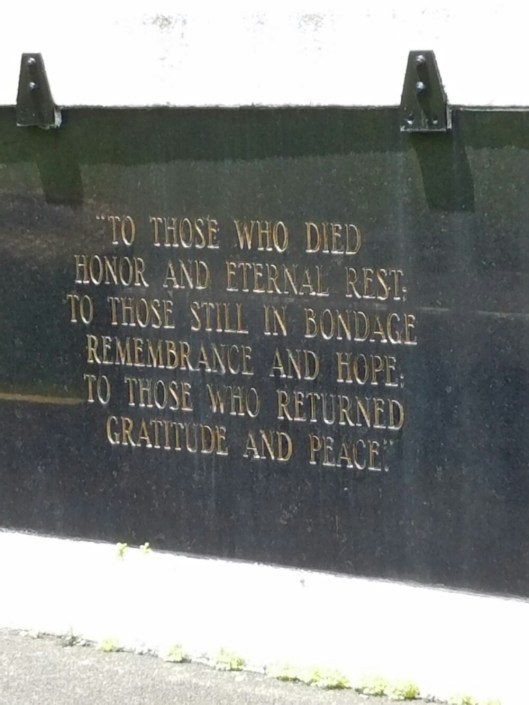 "TO THOSE WHO DIED
HONOR AND ETERNAL REST;
TO THOSE STILL IN BONDAGE
REMEMBRANCE AND HOPE;
TO THOSE WHO RETURNED
GRATITUDE AND PEACE."